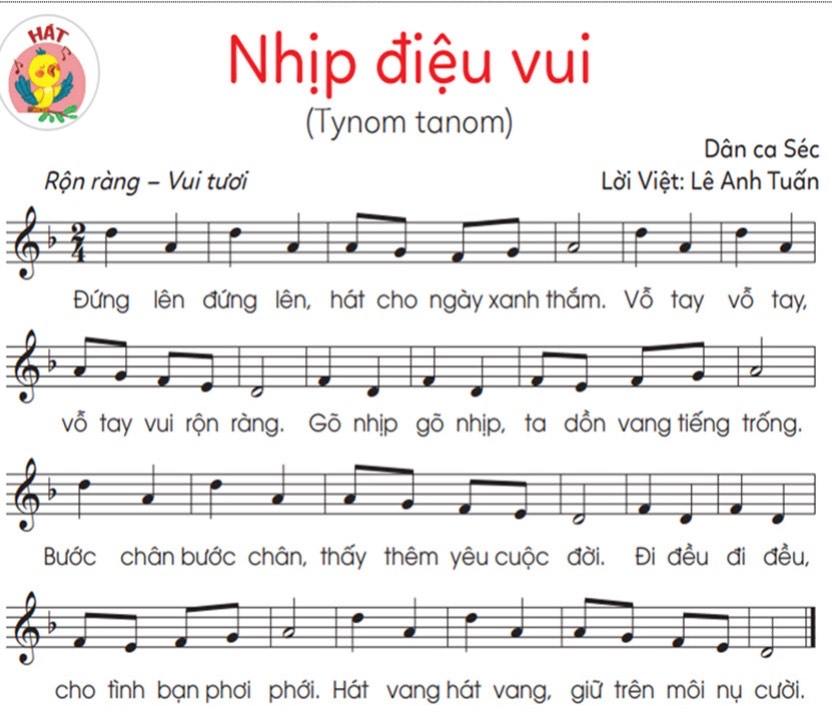 HÁT
Nhịp điệu vui
(Tynom tanom)
Dân ca Séc
Rộn ràng – Vui tươi
Lời Việt: Lê Anh Tuấn
2
4
Đứng lên đứng lên, hát cho ngày xanh thắm. Vỗ tay vỗ tay,
vỗ tay vui rộn ràng. Gõ nhịp gõ nhịp, ta dồn vang tiếng trống.
Bước chân bước chân, thấy thêm yêu cuộc đời. Đi đều đi đều,
cho tình bạn phơi phới. Hát vang hát vang, giữ trên môi nụ cười.